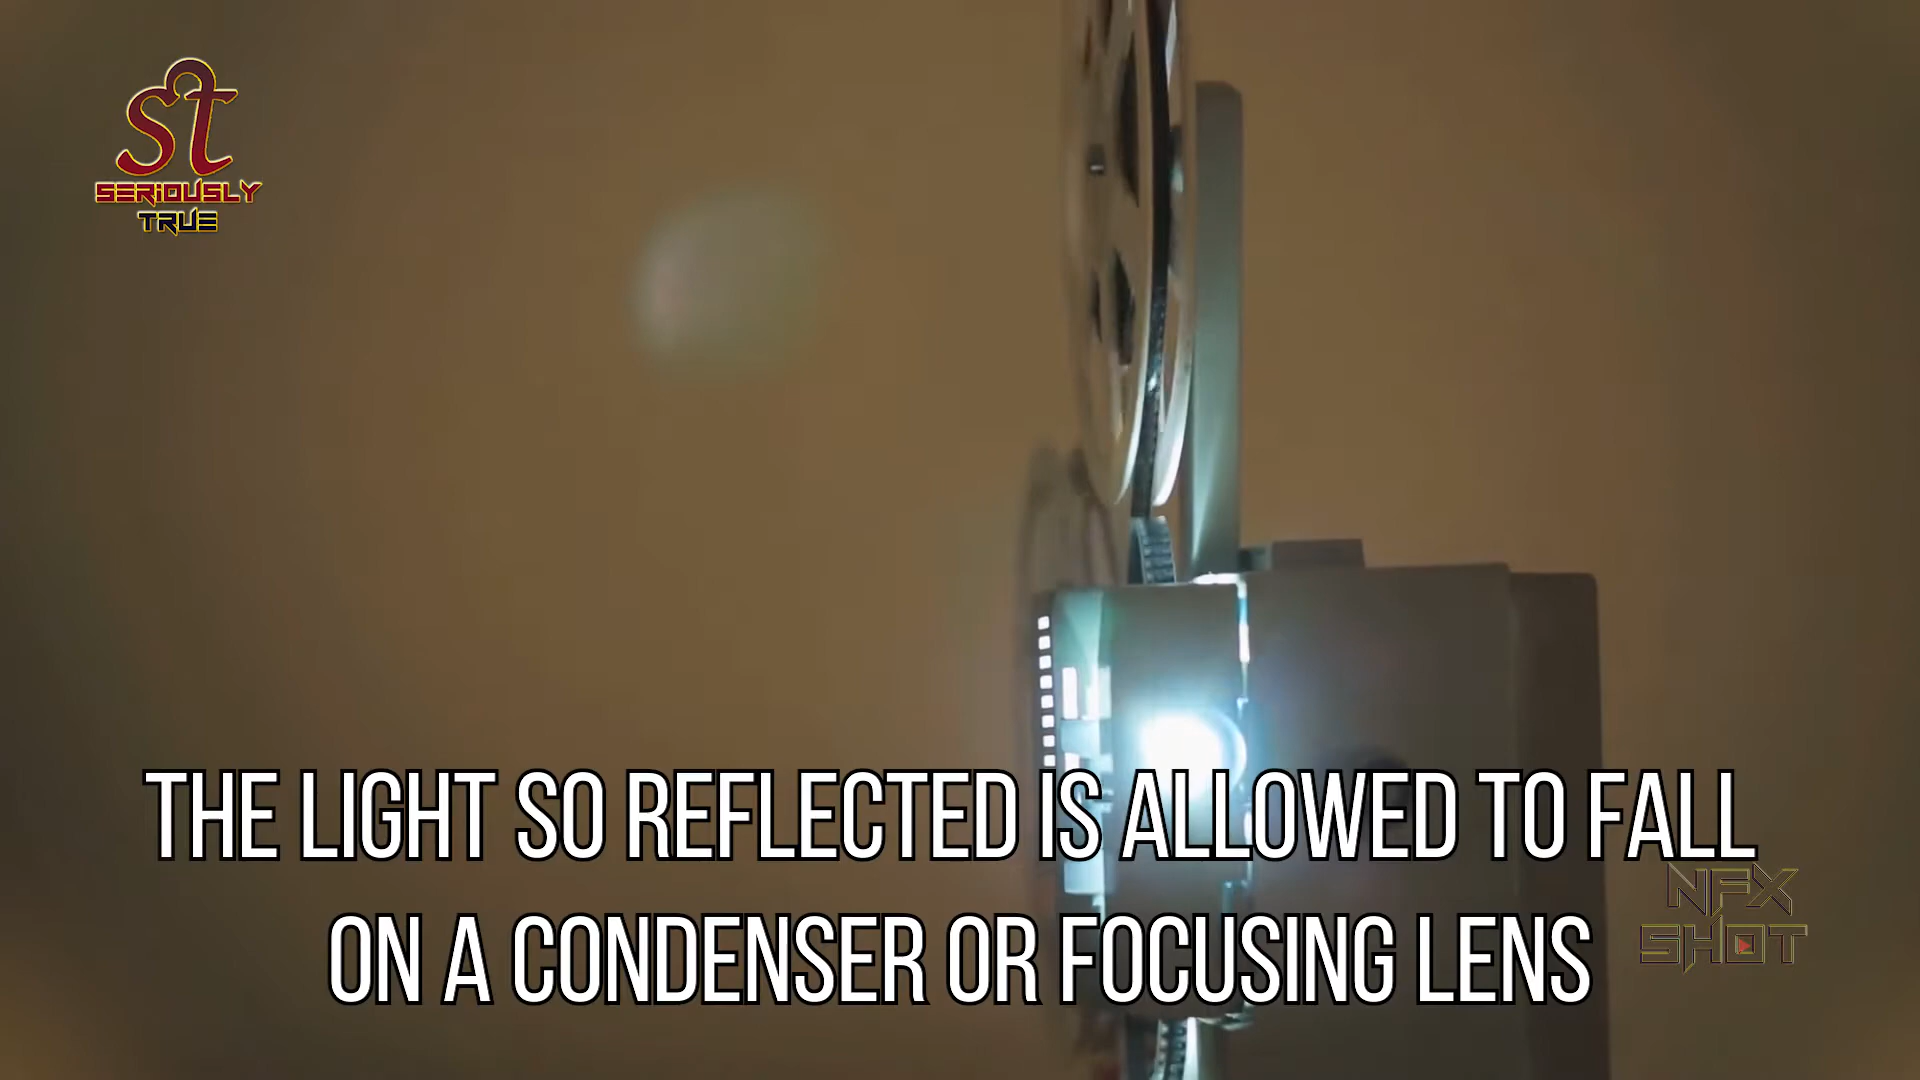 st
SERIOUSLY
TRUE
THE LIGHT SO REFLECTED IS ALLOWED TO FALL
ON A CONDENSER OR FOCUSING LENS
NFX
SHOT